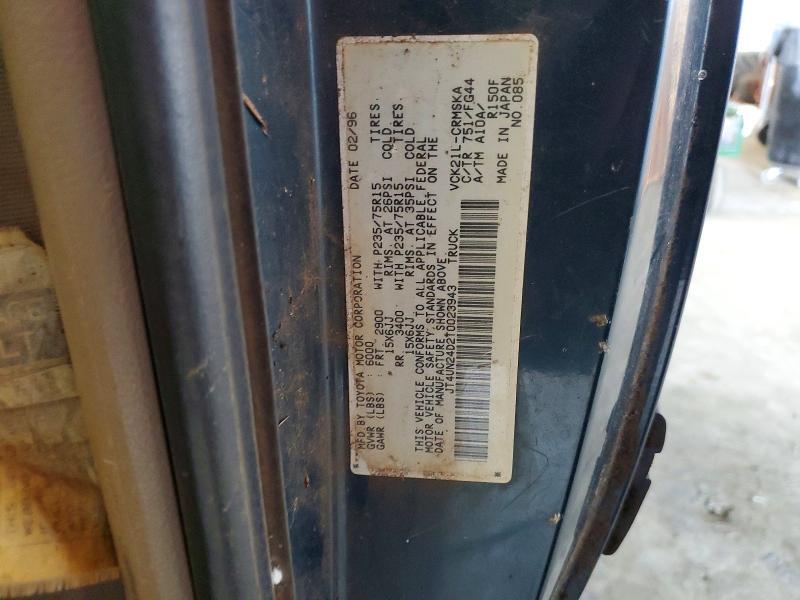 MFD BY TOYOTA MOTOR CORPORATION DATE 02/96
GVWR (LBS) : 6000
GAWR (LBS) : FRT. 2900 WITH P235/75R15 TIRES.
15X6JJ RIMS. AT 26PSI COLD.
RR. 3400 WITH P235/75R15 TIRES.
15X6JJ RIMS. AT 35PSI COLD
THIS VEHICLE CONFORMS TO ALL APPLICABLE FEDERAL
MOTOR VEHICLE SAFETY STANDARDS IN EFFECT ON THE
DATE OF MANUFACTURE SHOWN ABOVE.
JT4UN24D2T0023943 TRUCK
VCK21L-CRMSKA
C/TR 751/FG44
A/TM A10A/
R150F
MADE IN JAPAN
NO.085